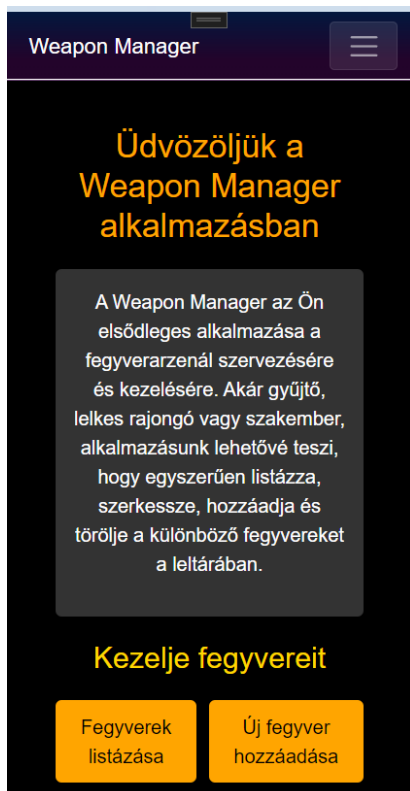 Weapon Manager
Üdvözöljük a
Weapon Manager
alkalmazásban
A Weapon Manager az Ön
elsődleges alkalmazása a
fegyverarzenál szervezésére
és kezelésére. Akár gyűjtő,
lelkes rajongó vagy szakember,
alkalmazásunk lehetővé teszi,
hogy egyszerűen listázza,
szerkessze, hozzáadja és
törölje a különböző fegyvereket
a leltárában.
Kezelje fegyvereit
Fegyverek
listázása
Új fegyver
hozzáadása